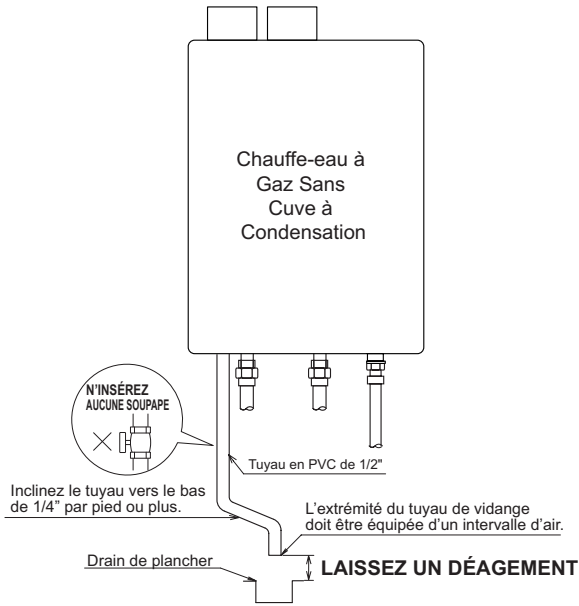 Chauffe-eau à
Gaz Sans
Cuve à
Condensation
N'INSÉREZ
AUCUNE SOUPAPE
Tuyau en PVC de 1/2"
Inclinez le tuyau vers le bas
de 1/4” par pied ou plus.
L'extrémité du tuyau de vidange
doit être équipée d'un intervalle d'air.
Drain de plancher
LAISSEZ UN DÉAGEMENT